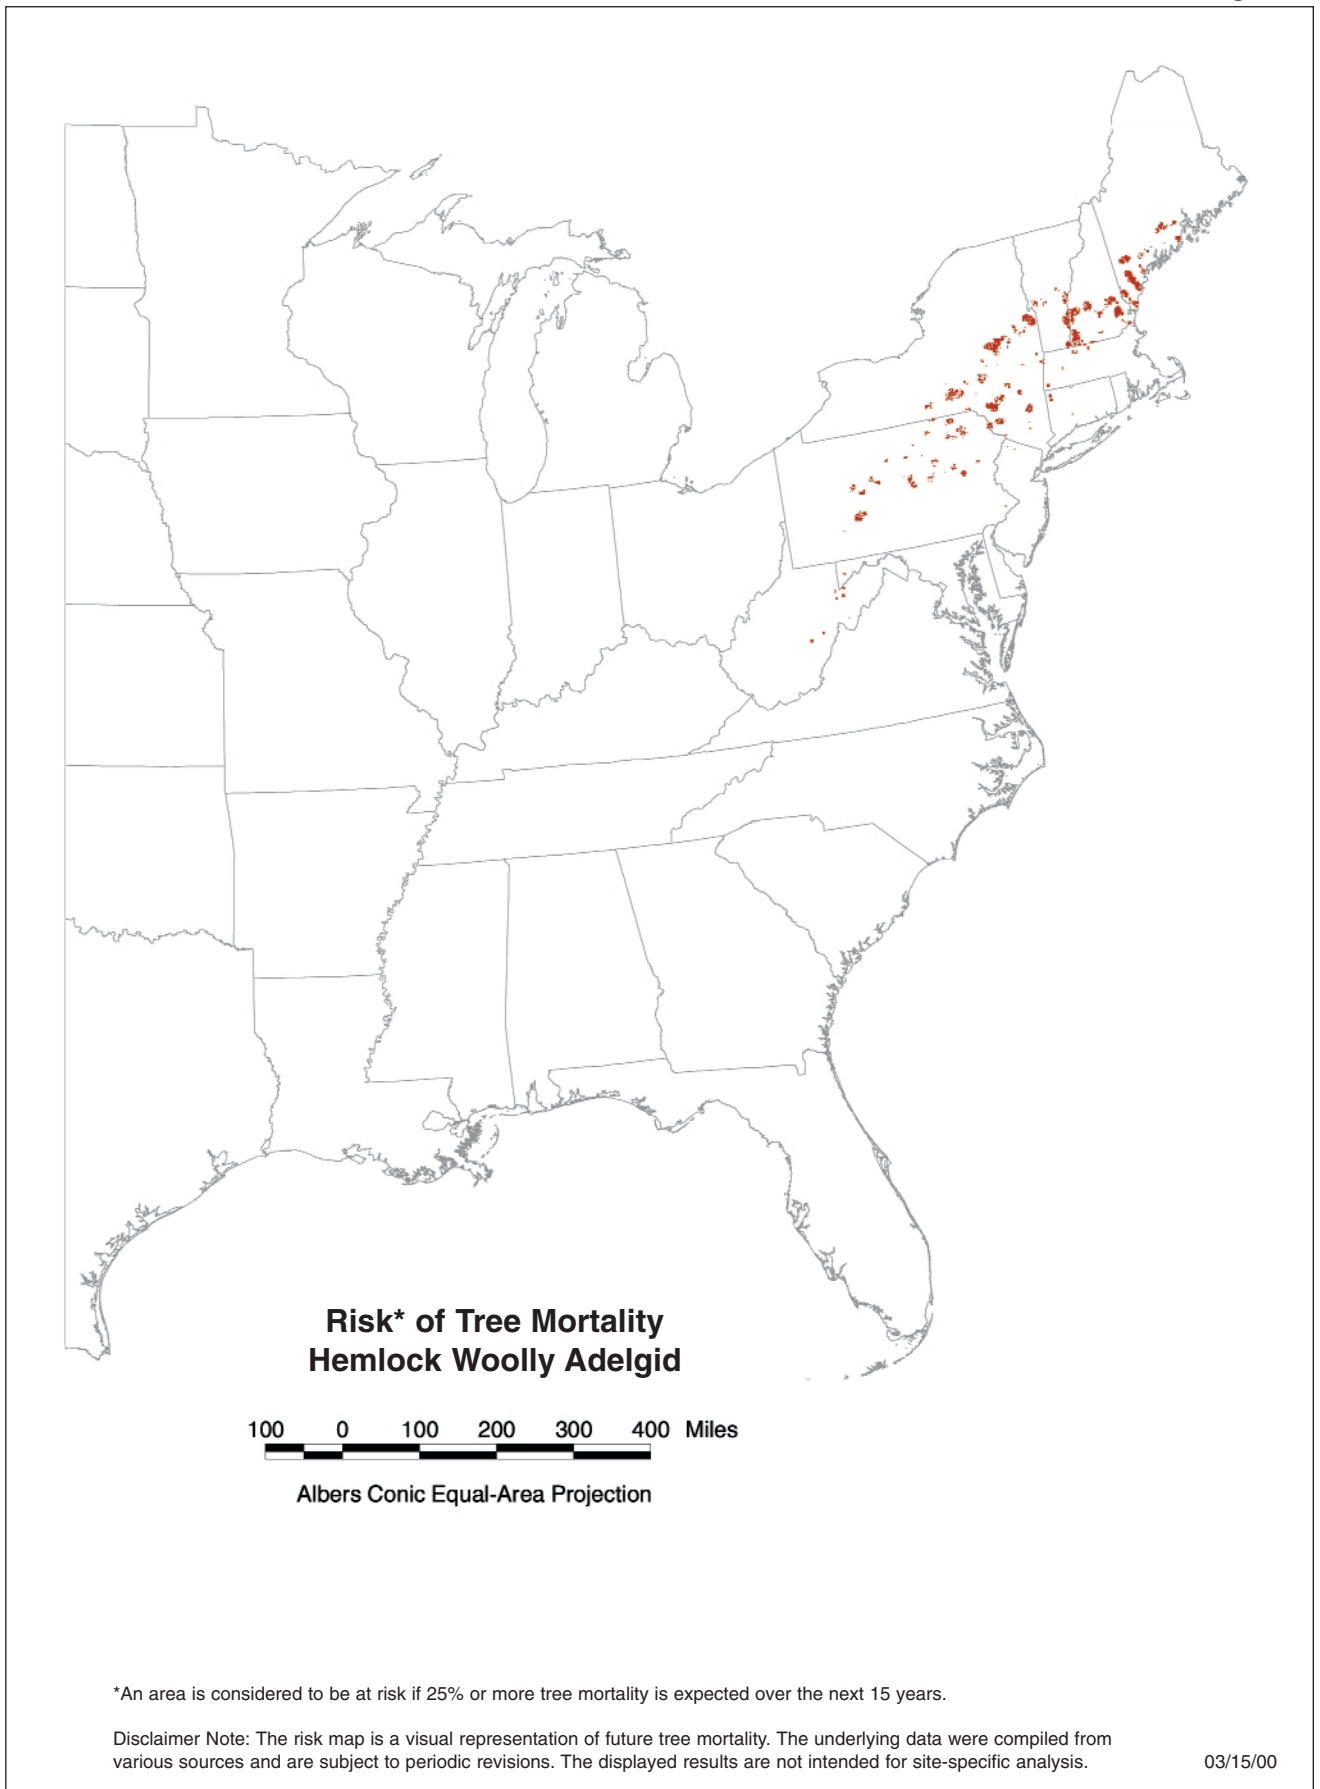 Risk* of Tree Mortality
Hemlock Woolly Adelgid
100 0 100 200 300 400 Miles
Albers Conic Equal-Area Projection
*An area is considered to be at risk if 25% or more tree mortality is expected over the next 15 years.
Disclaimer Note: The risk map is a visual representation of future tree mortality. The underlying data were compiled from
various sources and are subject to periodic revisions. The displayed results are not intended for site-specific analysis.
03/15/00